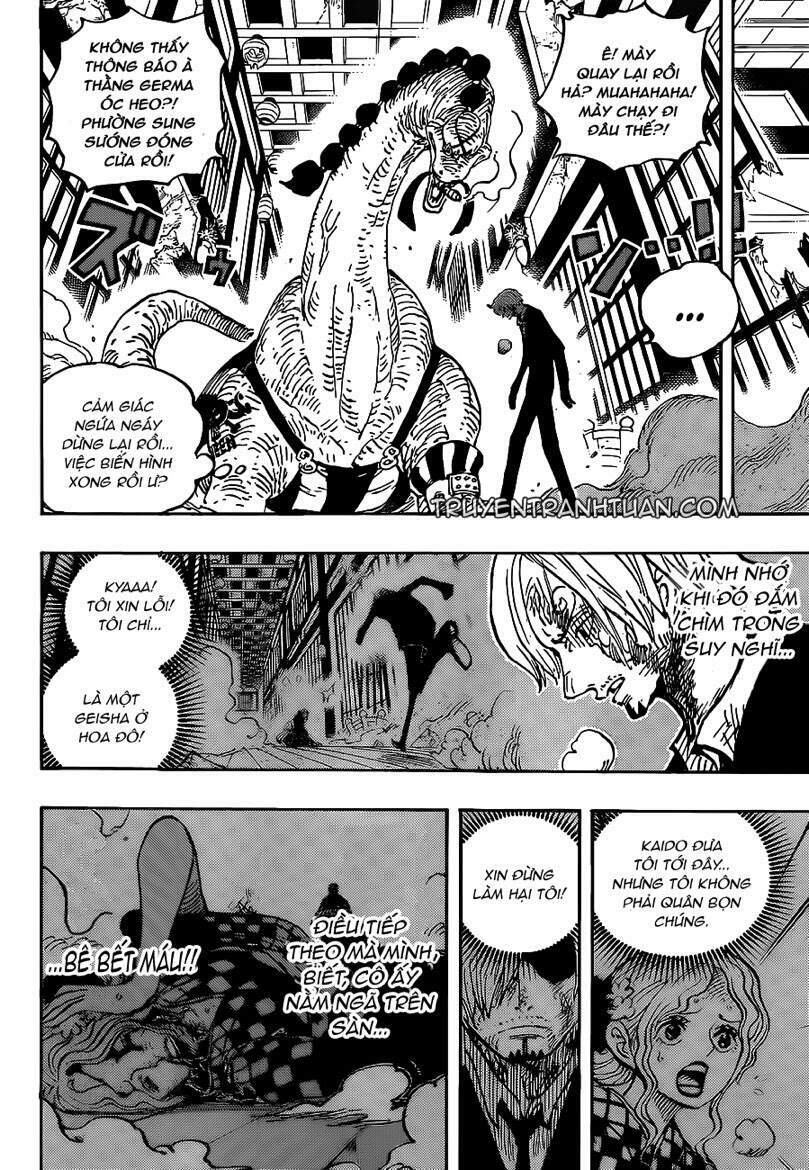 Ê! MÀY
QUAY LẠI RỒI
HẢ? MUAHAHAHA!
MÀY CHẠY ĐI
ĐÂU THẾ?!
KHÔNG THẤY
THÔNG BÁO À
THẰNG GERMA
ÓC HEO?!
PHƯỜNG SUNG
SƯỚNG ĐÓNG
CỬA RỒI!
...
CẢM GIÁC
NGỨA NGÁY
DỪNG LẠI RỒI...
VIỆC BIẾN HÌNH
XONG RỒI Ư?
TRUYENTRANHTUAN.COM
MÌNH NHỚ
KHI ĐÓ ĐẮM
CHÌM TRONG
SUY NGHĨ...
KYAAA!
TÔI XIN LỖI!
TÔI CHỈ...
LÀ MỘT
GEISHA Ở
HOA ĐÔ!
KAIDO ĐƯA
TÔI TỚI ĐÂY...
NHƯNG TÔI KHÔNG
PHẢI QUÂN BỌN
CHÚNG.
XIN ĐỪNG
LÀM HẠI TÔI!
ĐIỀU TIẾP
THEO MÀ MÌNH
BIẾT, CÔ ẤY
NẰM NGÃ TRÊN
SÀN...
...BÊ BẾT MÁU!!